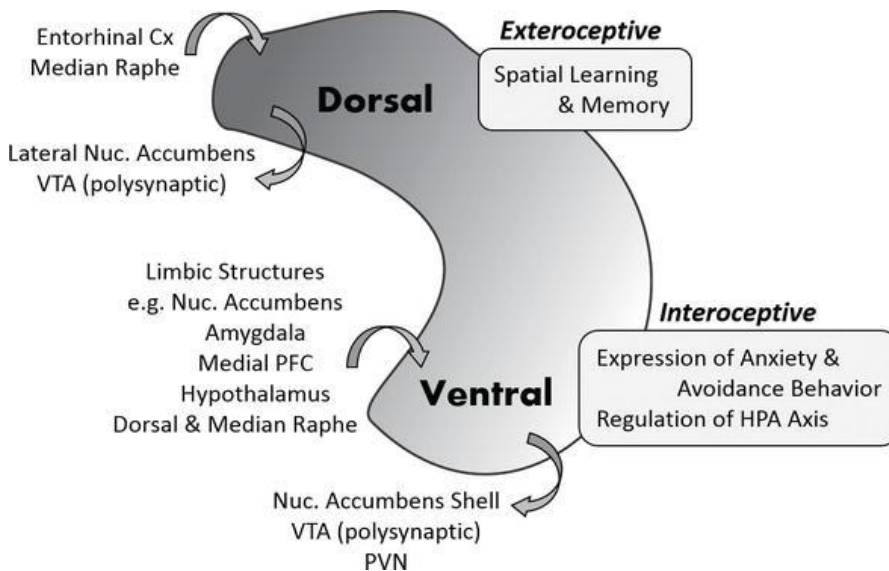 Entorhinal Cx
Median Raphe
Dorsal
Exteroceptive
Spatial Learning
& Memory
Lateral Nuc. Accumbens
VTA (polysynaptic)
Limbic Structures
e.g. Nuc. Accumbens
Amygdala
Medial PFC
Hypothalamus
Dorsal & Median Raphe
Ventral
Interoceptive
Expression of Anxiety &
Avoidance Behavior
Regulation of HPA Axis
Nuc. Accumbens Shell
VTA (polysynaptic)
PVN